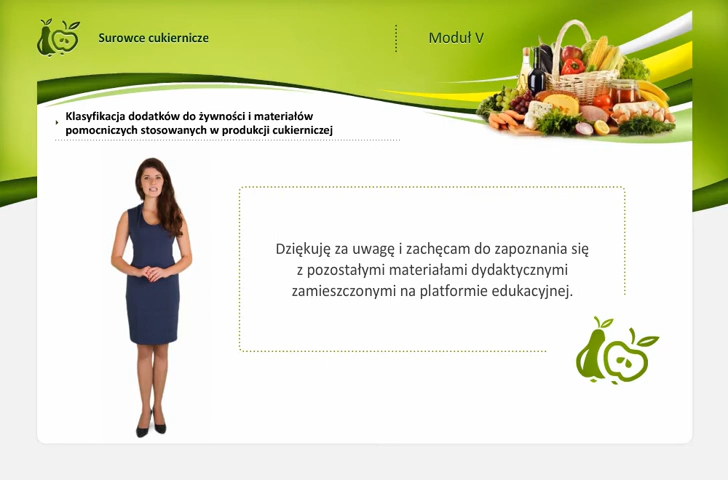 Surowce cukiernicze
Moduł V
Klasyfikacja dodatków do żywności i materiałów
pomocniczych stosowanych w produkcji cukierniczej
Dziękuję za uwagę i zachęcam do zapoznania się
z pozostałymi materiałami dydaktycznymi
zamieszczonymi na platformie edukacyjnej.